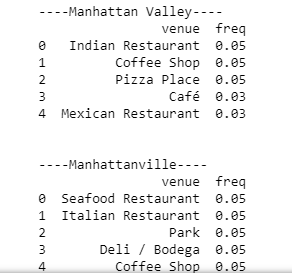 ----Manhattan Valley----
venue freq
0 Indian Restaurant 0.05
1 Coffee Shop 0.05
2 Pizza Place 0.05
3 Café 0.03
4 Mexican Restaurant 0.03
----Manhattanville----
venue freq
0 Seafood Restaurant 0.05
1 Italian Restaurant 0.05
2 Park 0.05
3 Deli / Bodega 0.05
4 Coffee Shop 0.05